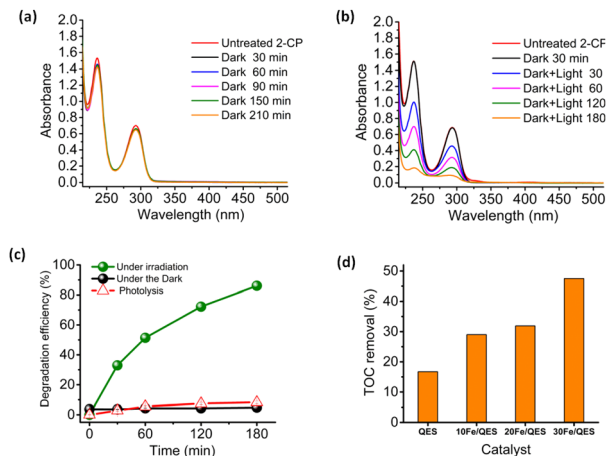 (a)
Absorbance
2.0
1.8
1.6
1.4
1.2
1.0
0.8
0.6
0.4
0.2
0.0
Untreated 2-CP
Dark 30 min
Dark 60 min
Dark 90 min
Dark 150 min
Dark 210 min
250 300 350 400 450 500
Wavelength (nm)
(b)
Absorbance
2.0
1.8
1.6
1.4
1.2
1.0
0.8
0.6
0.4
0.2
0.0
Untreated 2-CP
Dark 30 min
Dark+Light 30
Dark+Light 60
Dark+Light 120
Dark+Light 180
250 300 350 400 450 500
Wavelength (nm)
(c)
Degradation efficiency (%)
100
80
60
40
20
0
Under irradiation
Under the Dark
Photolysis
0 60 120 180
Time (min)
(d)
TOC removal (%)
50
40
30
20
10
0
QES 10Fe/QES 20Fe/QES 30Fe/QES
Catalyst